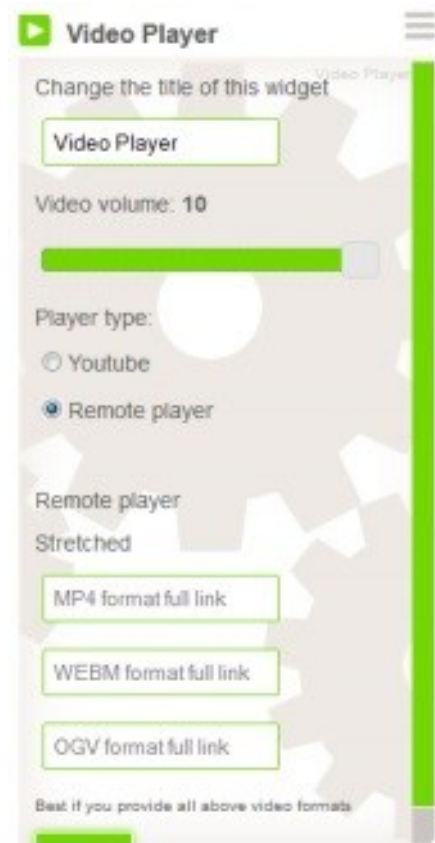 Video Player
Video Player
Change the title of this widget
Video Player
Video volume: 10
Player type:
Youtube
Remote player
Remote player
Stretched
MP4 format full link
WEBM format full link
OGV format full link
Best if you provide all above video formats